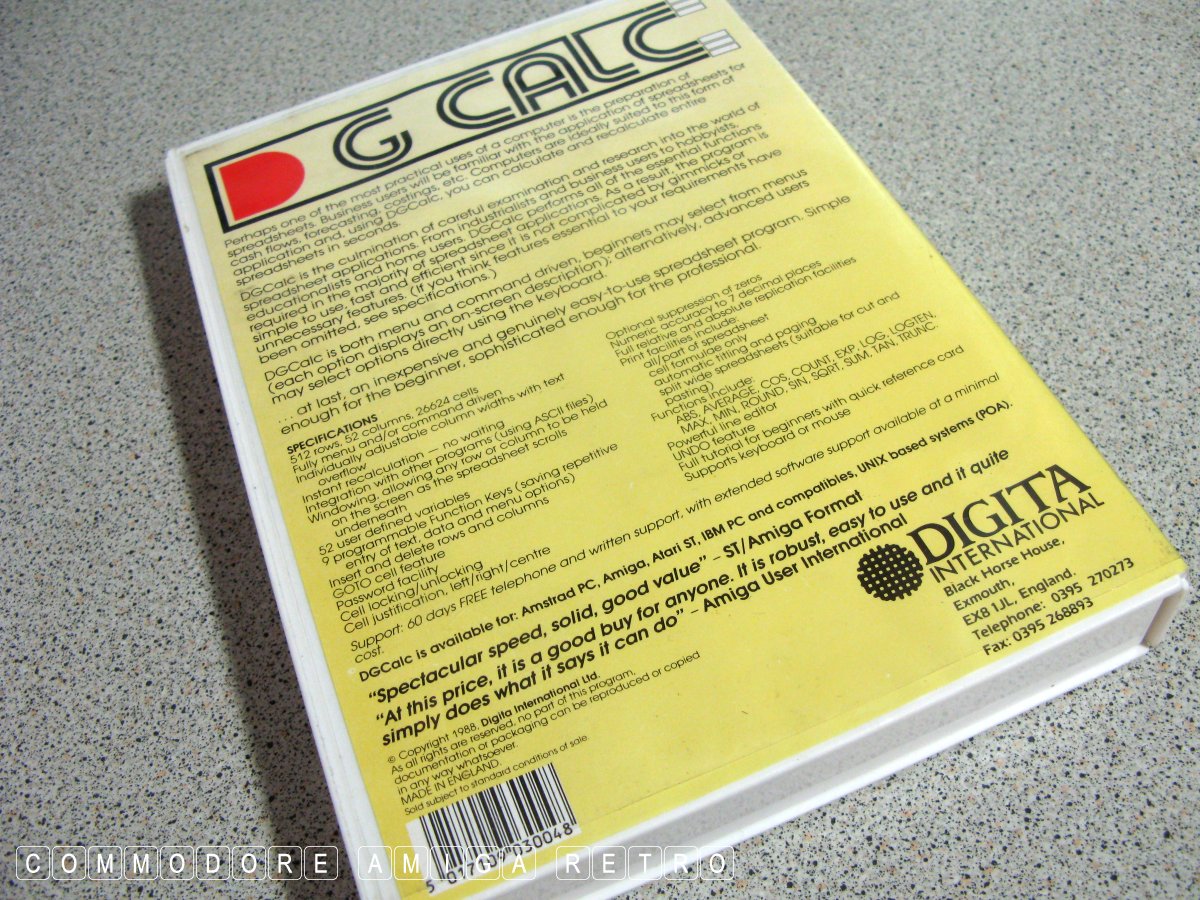 DG CALC
Perhaps one of the most practical uses of a computer is the preparation of
spreadsheets. Business users will be familiar with the application of spreadsheets for
cash flows, forecasting, costings, etc. Computers are ideally suited to this form of
application and, using DGCalc, you can calculate and recalculate entire
spreadsheets in seconds.
DGCalc is the culmination of careful examination and research into the world of
spreadsheet applications. From industrialists and business users to hobbyists,
educationalists and home users, DGCalc performs all of the essential functions
required in the majority of spreadsheet applications. As a result, the program is
simple to use, fast and efficient since it is not complicated by gimmicks or
unnecessary features. (If you think features essential to your requirements have
been omitted, see specifications.)
DGCalc is both menu and command driven, beginners may select from menus
(each option displays an on-screen description); alternatively, advanced users
may select options directly using the keyboard.
. . . at last, an inexpensive and genuinely easy-to-use spreadsheet program. Simple
enough for the beginner, sophisticated enough for the professional.
SPECIFICATIONS
512 rows, 52 columns, 26624 cells
Fully menu and/or command driven
Individually adjustable column widths with text
overflow
Instant recalculation — no waiting
Integration with other programs (using ASCII files)
Windowing, allowing any row or column to be held
on the screen as the spreadsheet scrolls
underneath
52 user defined variables
9 programmable Function Keys (saving repetitive
entry of text, data and menu options)
Insert and delete rows and columns
GOTO cell feature
Password facility
Cell locking/unlocking
Cell justification, left/right/centre
Optional suppression of zeros
Numeric accuracy to 7 decimal places
Full relative and absolute replication facilities
Print facilities include:
all/part of spreadsheet
cell formulae only
automatic titling and paging
split wide spreadsheets (suitable for cut and
pasting)
Functions include:
ABS, AVERAGE, COS, COUNT, EXP, LOG, LOGTEN,
MAX, MIN, ROUND, SIN, SQRT, SUM, TAN, TRUNC.
Powerful line editor
UNDO feature
Full tutorial for beginners with quick reference card
Supports keyboard or mouse
Support: 60 days FREE telephone and written support, with extended software support available at a minimal
cost.
DGCalc is available for: Amstrad PC, Amiga, Atari ST, IBM PC and compatibles, UNIX based systems (POA).
“Spectacular speed, solid, good value” – ST/Amiga Format
“At this price, it is a good buy for anyone. It is robust, easy to use and it quite
simply does what it says it can do” – Amiga User International
© Copyright 1988. Digita International Ltd.
As all rights are reserved, no part of this program,
documentation or packaging can be reproduced or copied
in any way whatsoever.
MADE IN ENGLAND.
Sold subject to standard conditions of sale.
DIGITA
INTERNATIONAL
Black Horse House,
Exmouth,
EX8 1JL, England.
Telephone: 0395 270273
Fax: 0395 268893
030048
COMMODORE AMIGA RETRO